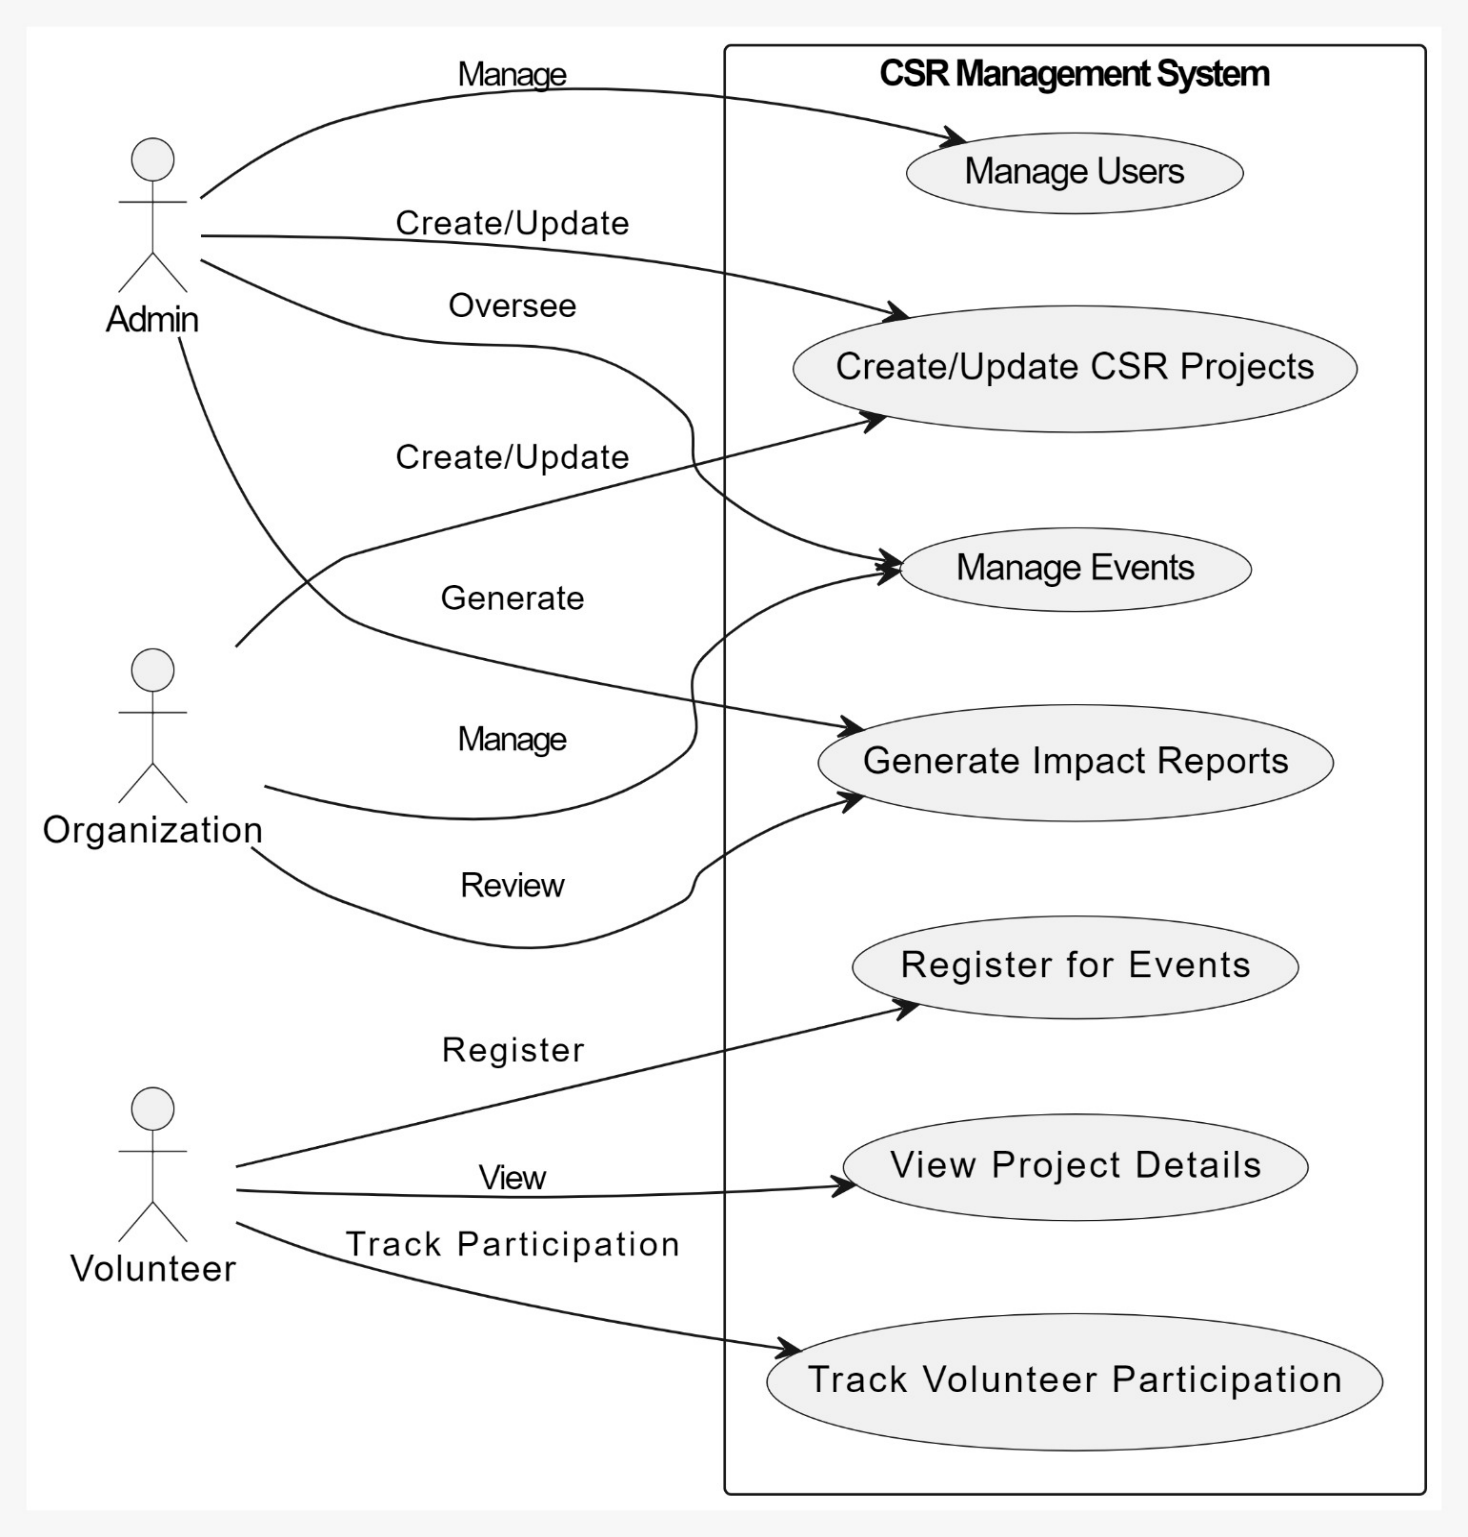 CSR Management System
Manage
Manage Users
Create/Update
Admin
Oversee
Create/Update CSR Projects
Create/Update
Manage Events
Generate
Manage
Generate Impact Reports
Organization
Review
Register for Events
Register
View
View Project Details
Track Participation
Volunteer
Track Volunteer Participation